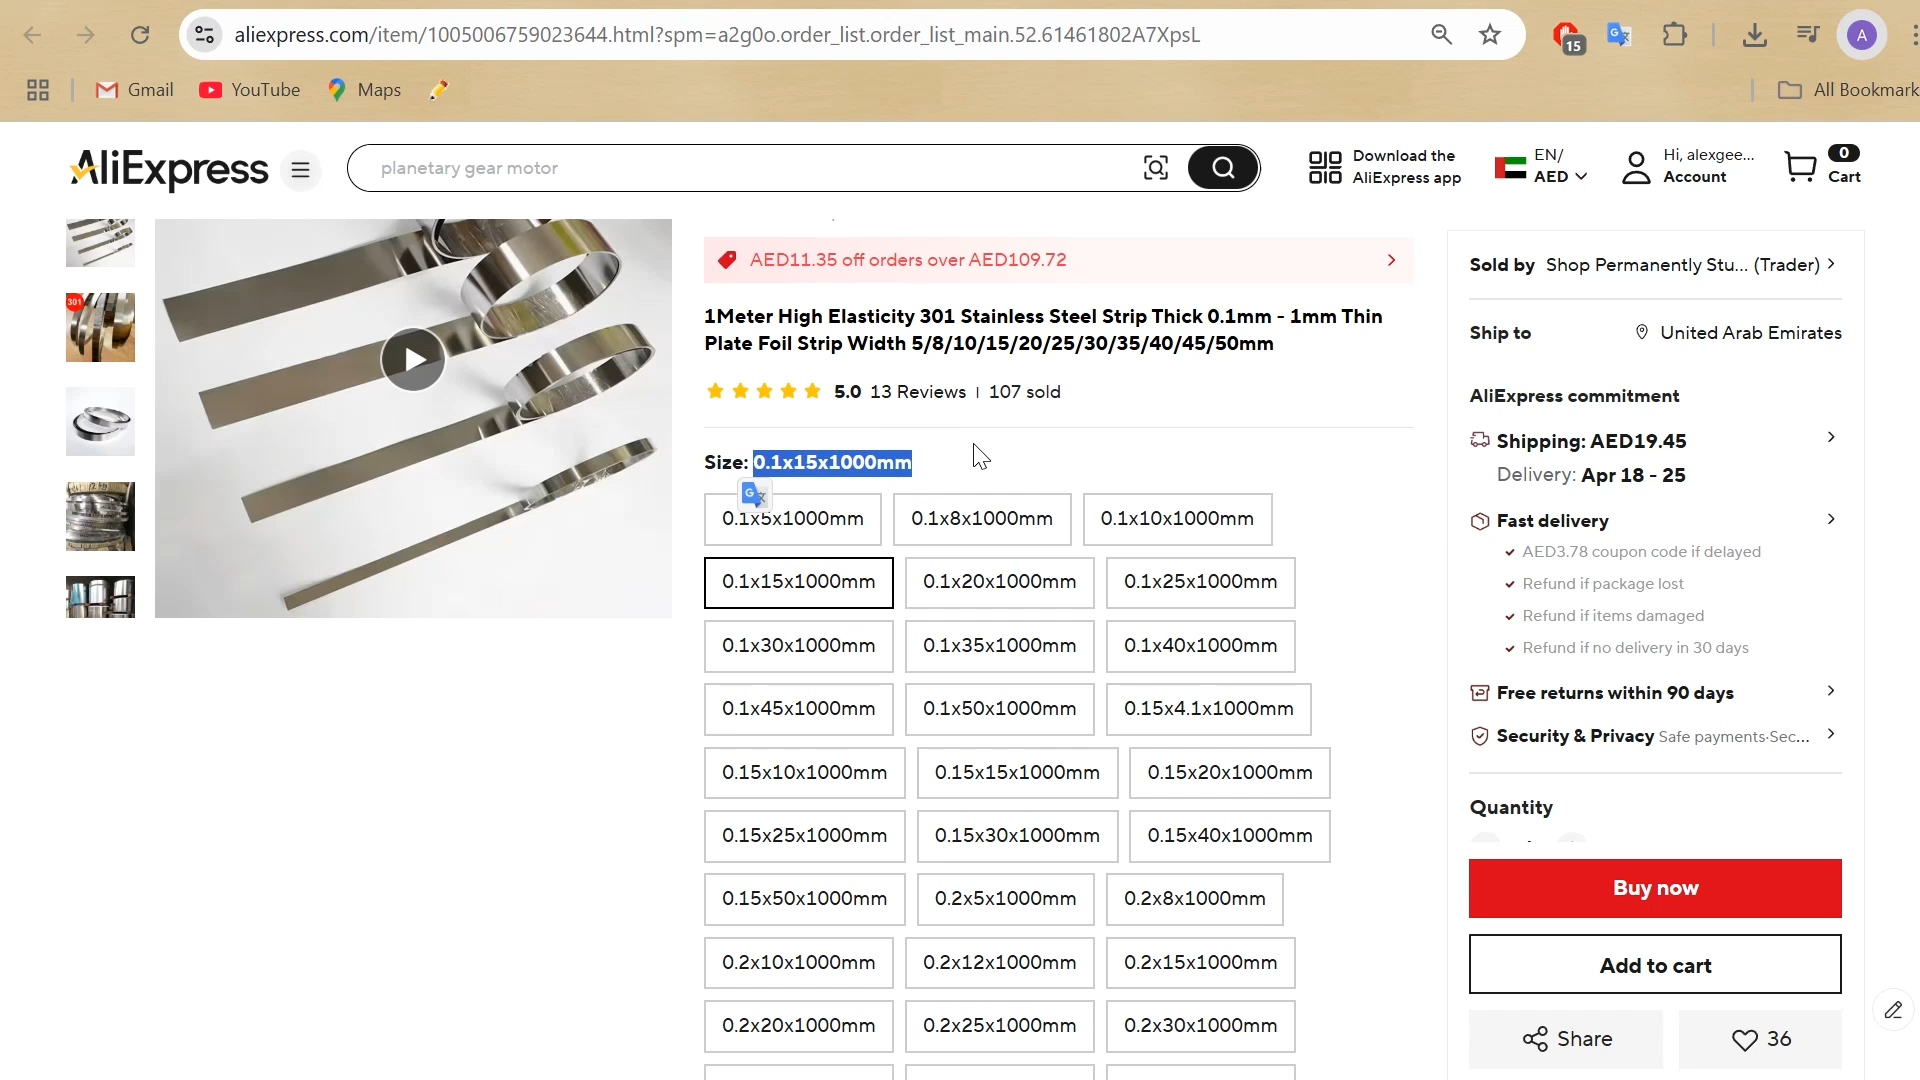 aliexpress.com/item/1005006759023644.html?spm=a2g0o.order_list.order_list_main.52.61461802A7XpsL
15
A
Gmail
YouTube
Maps
All Bookmark
AliExpress
planetary gear motor
Download the
AliExpress app
EN/
AED
Hi, alexgee...
Account
0
Cart
301
AED11.35 off orders over AED109.72
1Meter High Elasticity 301 Stainless Steel Strip Thick 0.1mm - 1mm Thin
Plate Foil Strip Width 5/8/10/15/20/25/30/35/40/45/50mm
5.0 13 Reviews | 107 sold
Size: 0.1x15x1000mm
0.1x5x1000mm
0.1x8x1000mm
0.1x10x1000mm
0.1x15x1000mm
0.1x20x1000mm
0.1x25x1000mm
0.1x30x1000mm
0.1x35x1000mm
0.1x40x1000mm
0.1x45x1000mm
0.1x50x1000mm
0.15x4.1x1000mm
0.15x10x1000mm
0.15x15x1000mm
0.15x20x1000mm
0.15x25x1000mm
0.15x30x1000mm
0.15x40x1000mm
0.15x50x1000mm
0.2x5x1000mm
0.2x8x1000mm
0.2x10x1000mm
0.2x12x1000mm
0.2x15x1000mm
0.2x20x1000mm
0.2x25x1000mm
0.2x30x1000mm
Sold by Shop Permanently Stu... (Trader)
Ship to
United Arab Emirates
AliExpress commitment
Shipping: AED19.45
Delivery: Apr 18 - 25
Fast delivery
AED3.78 coupon code if delayed
Refund if package lost
Refund if items damaged
Refund if no delivery in 30 days
Free returns within 90 days
Security & Privacy Safe payments·Sec...
Quantity
Buy now
Add to cart
Share
36